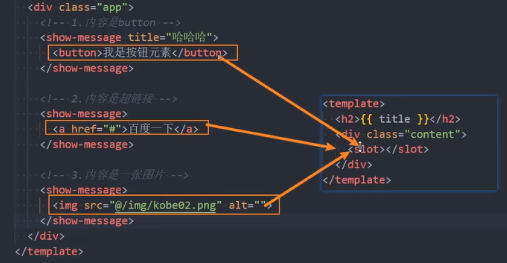 <div class="app">
<!-- 1.内容是button -->
<show-message title="哈哈哈">
<button>我是按钮元素</button>
</show-message>
<!-- 2.内容是超链接 -->
<show-message>
<a href="#">百度一下</a>
</show-message>
<!-- 3.内容是一张图片 -->
<show-message>
<img src="@/img/kobe02.png" alt="">
</show-message>
</div>
</template>
<template>
<h2>{{ title }}</h2>
<div class="content">
<slot></slot>
</div>
</template>